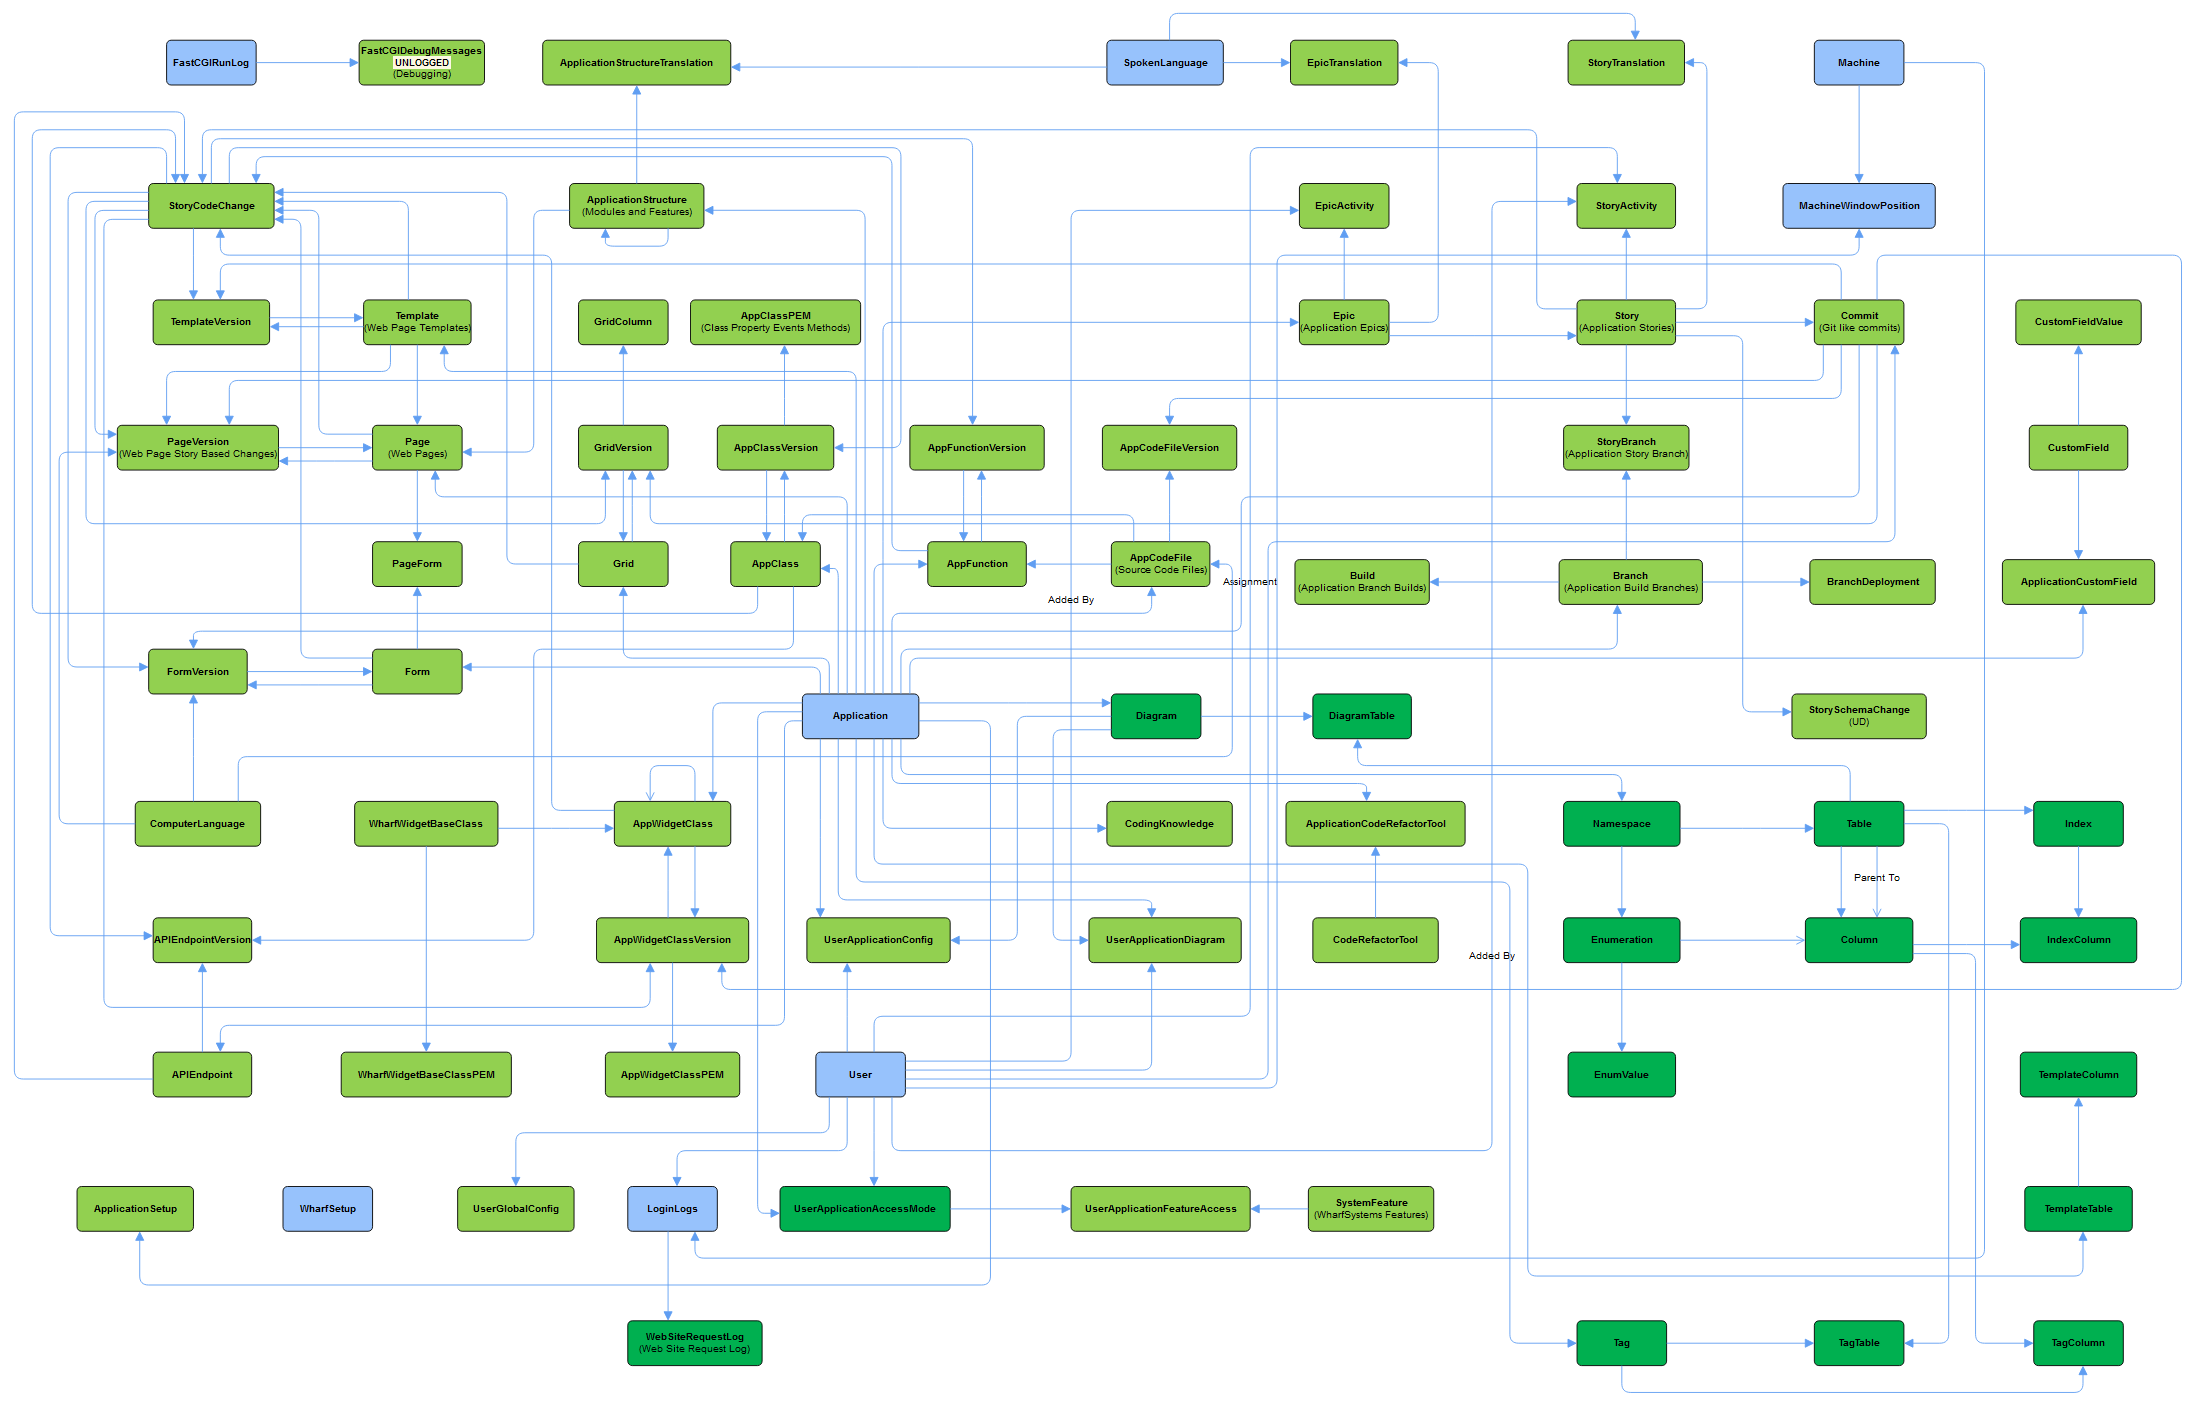 FastCGIRunLog
FastCGIDebugMessages
UNLOGGED
(Debugging)
ApplicationStructureTranslation
SpokenLanguage
EpicTranslation
StoryTranslation
Machine
StoryCodeChange
ApplicationStructure
(Modules and Features)
EpicActivity
StoryActivity
MachineWindowPosition
TemplateVersion
Template
(Web Page Templates)
GridColumn
AppClassPEM
(Class Property Events Methods)
Epic
(Application Epics)
Story
(Application Stories)
Commit
(Git like commits)
CustomFieldValue
PageVersion
(Web Page Story Based Changes)
Page
(Web Pages)
GridVersion
AppClassVersion
AppFunctionVersion
AppCodeFileVersion
StoryBranch
(Application Story Branch)
CustomField
PageForm
Grid
AppClass
AppFunction
AppCodeFile
(Source Code Files)
Assignment
Build
(Application Branch Builds)
Branch
(Application Build Branches)
BranchDeployment
ApplicationCustomField
Added By
FormVersion
Form
Application
Diagram
DiagramTable
StorySchemaChange
(UD)
ComputerLanguage
WharfWidgetBaseClass
AppWidgetClass
CodingKnowledge
ApplicationCodeRefactorTool
Namespace
Table
Index
Parent To
APIEndpointVersion
AppWidgetClassVersion
UserApplicationConfig
UserApplicationDiagram
CodeRefactorTool
Enumeration
Column
IndexColumn
Added By
APIEndpoint
WharfWidgetBaseClassPEM
AppWidgetClassPEM
User
EnumValue
TemplateColumn
ApplicationSetup
WharfSetup
UserGlobalConfig
LoginLogs
UserApplicationAccessMode
UserApplicationFeatureAccess
SystemFeature
(WharfSystems Features)
TemplateTable
WebSiteRequestLog
(Web Site Request Log)
Tag
TagTable
TagColumn